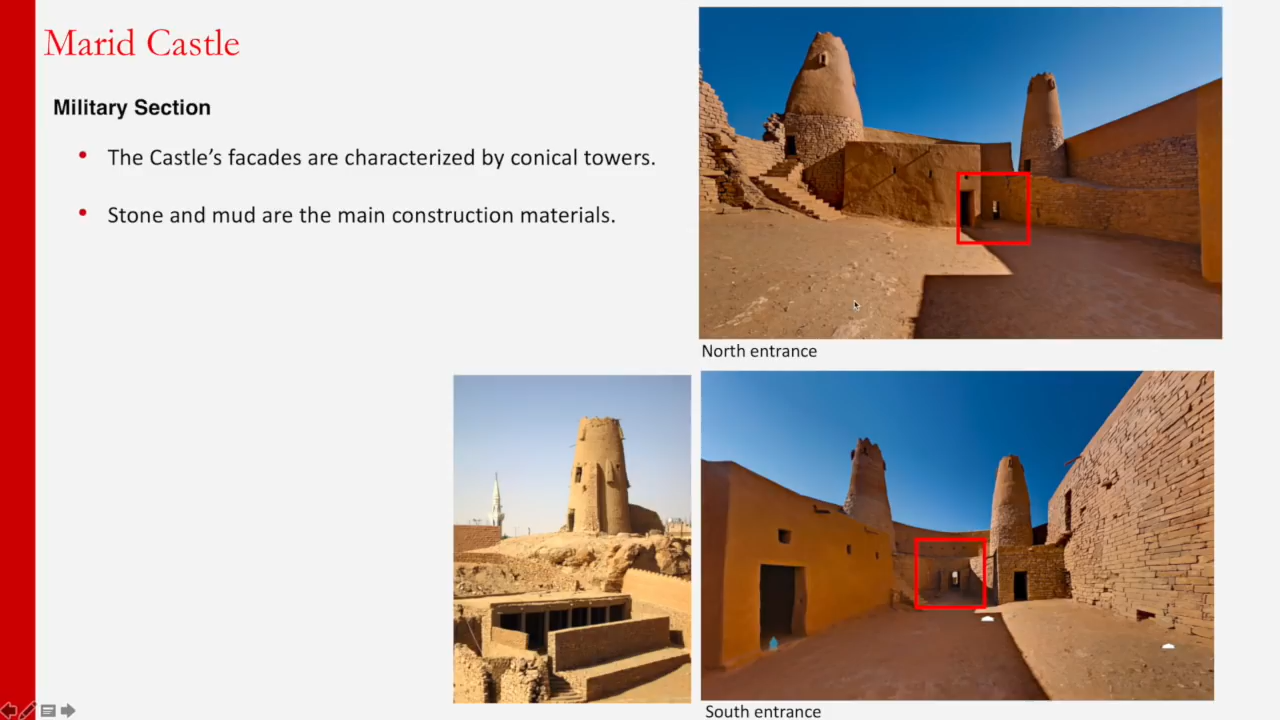 Marid Castle
Military Section
• The Castle’s facades are characterized by conical towers.
• Stone and mud are the main construction materials.
North entrance
South entrance